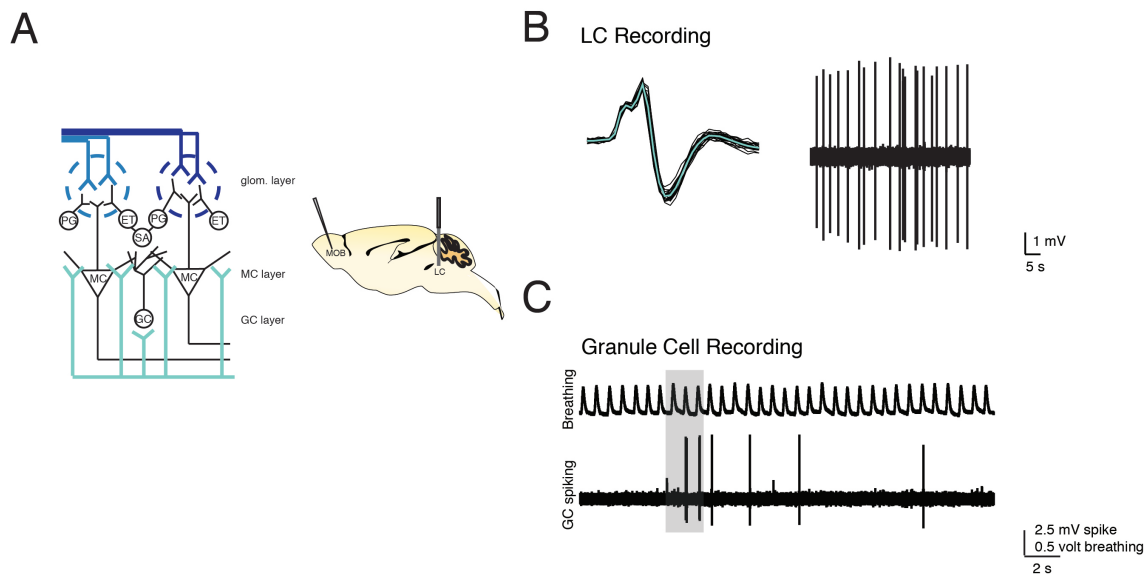 A
glom. layer
PG
ET
PG
ET
SA
MC
MC
MC layer
GC
GC layer
MOB
LC
B
LC Recording
1 mV
5 s
C
Granule Cell Recording
Breathing
GC spiking
2.5 mV spike
0.5 volt breathing
2 s